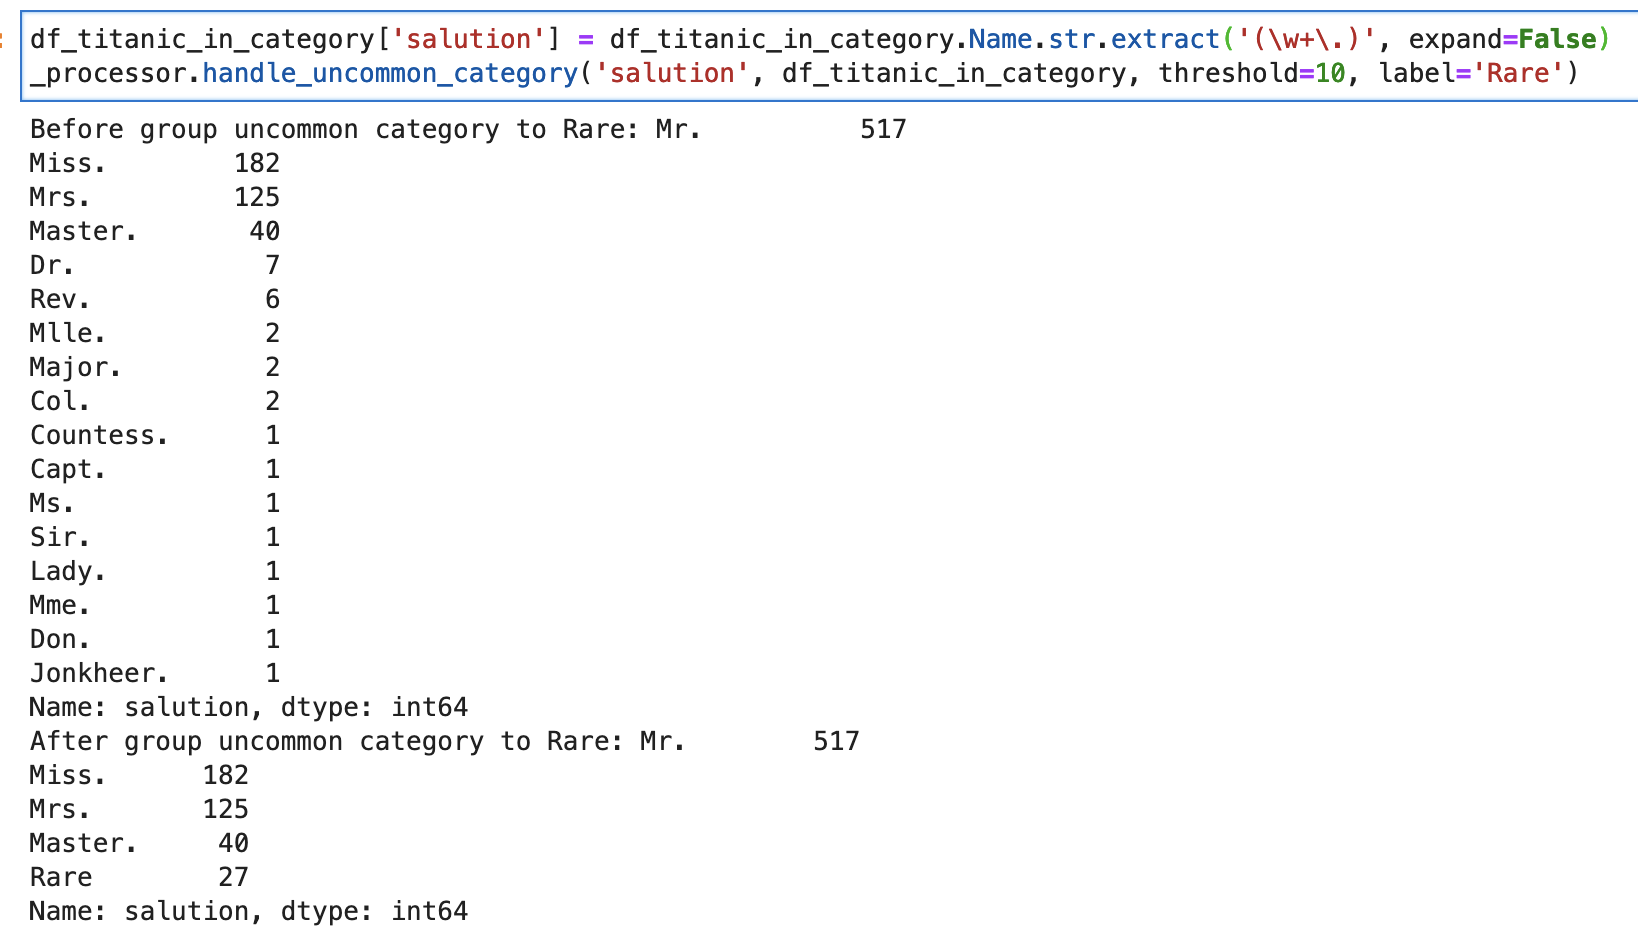 df_titanic_in_category['salution'] = df_titanic_in_category.Name.str.extract('(\w+\.)', expand=False)
_processor.handle_uncommon_category('salution', df_titanic_in_category, threshold=10, label='Rare')
Before group uncommon category to Rare: Mr.          517
Miss.        182
Mrs.         125
Master.       40
Dr.            7
Rev.           6
Mlle.          2
Major.         2
Col.           2
Countess.      1
Capt.          1
Ms.            1
Sir.           1
Lady.          1
Mme.           1
Don.           1
Jonkheer.      1
Name: salution, dtype: int64
After group uncommon category to Rare: Mr.        517
Miss.      182
Mrs.       125
Master.     40
Rare        27
Name: salution, dtype: int64